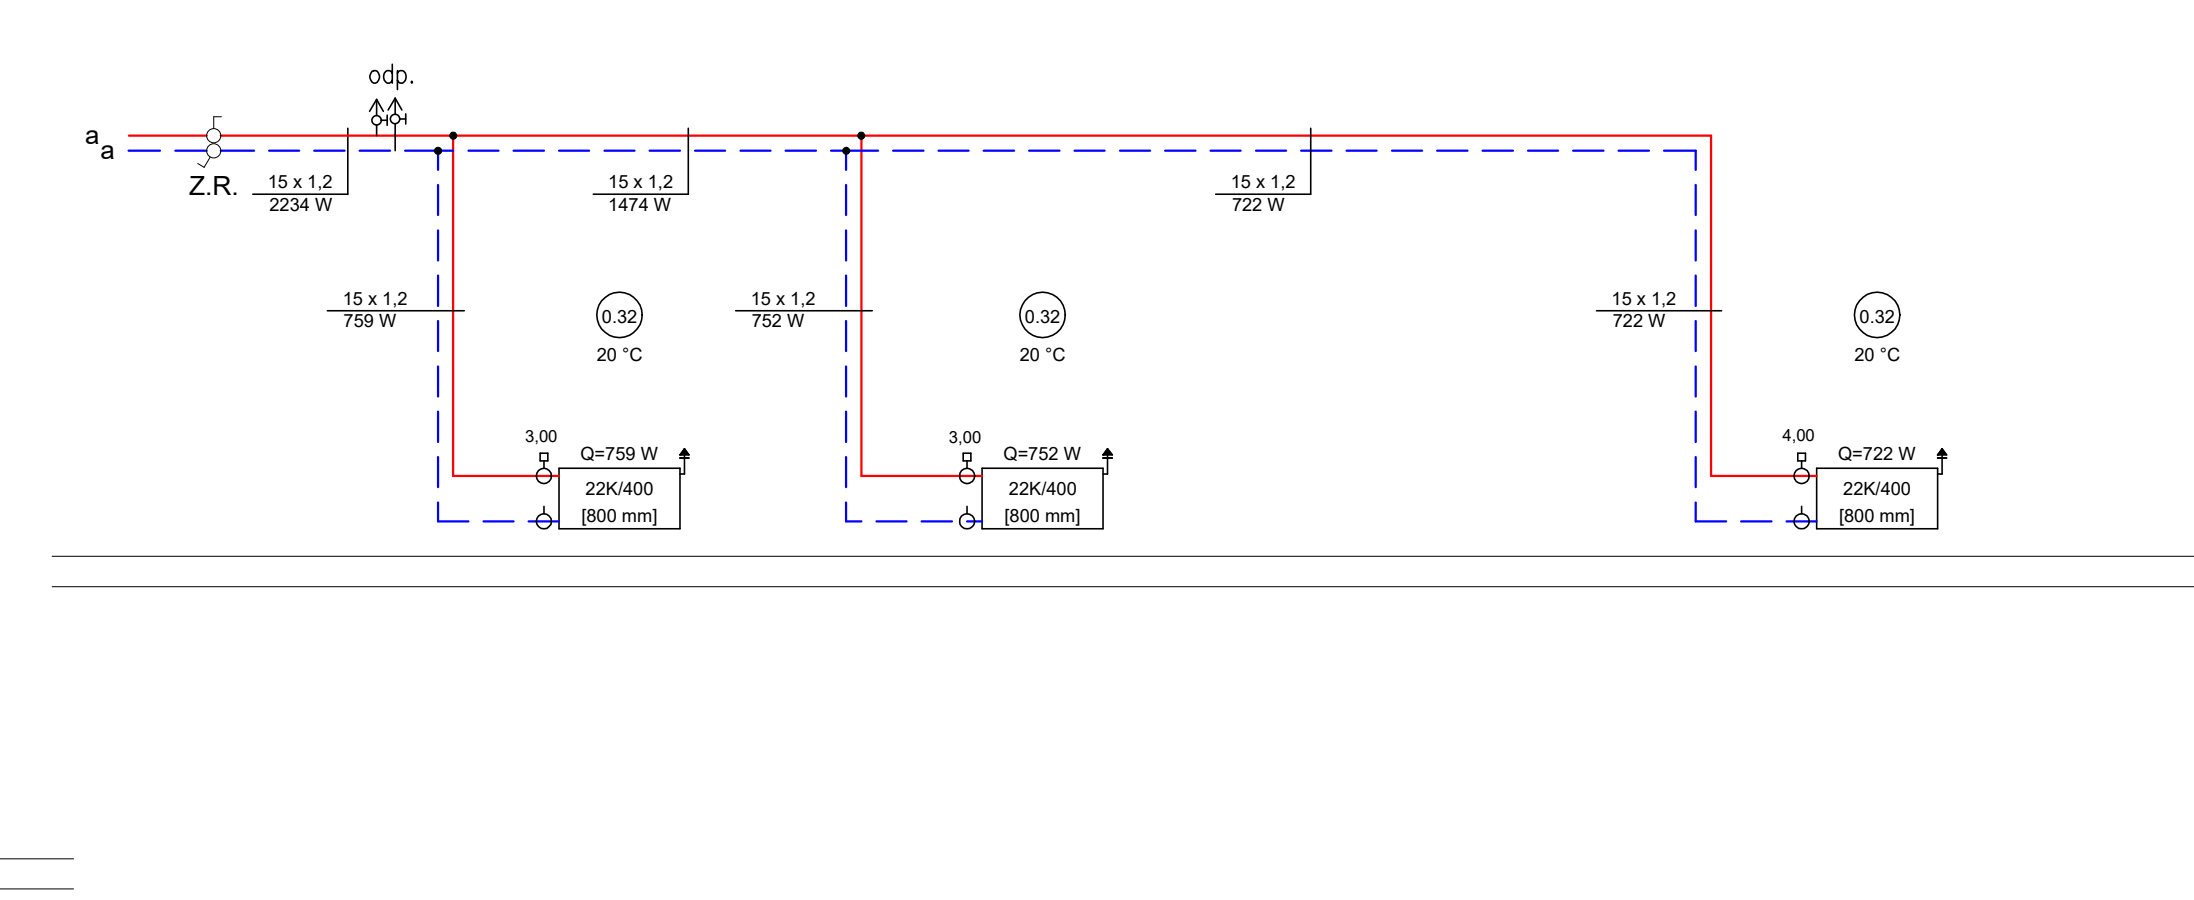 odp.
a
a
Z.R.
15 x 1,2
2234 W
15 x 1,2
1474 W
15 x 1,2
722 W
15 x 1,2
759 W
0.32
20 °C
15 x 1,2
752 W
0.32
20 °C
15 x 1,2
722 W
0.32
20 °C
3,00
Q=759 W
22K/400
[800 mm]
3,00
Q=752 W
22K/400
[800 mm]
4,00
Q=722 W
22K/400
[800 mm]